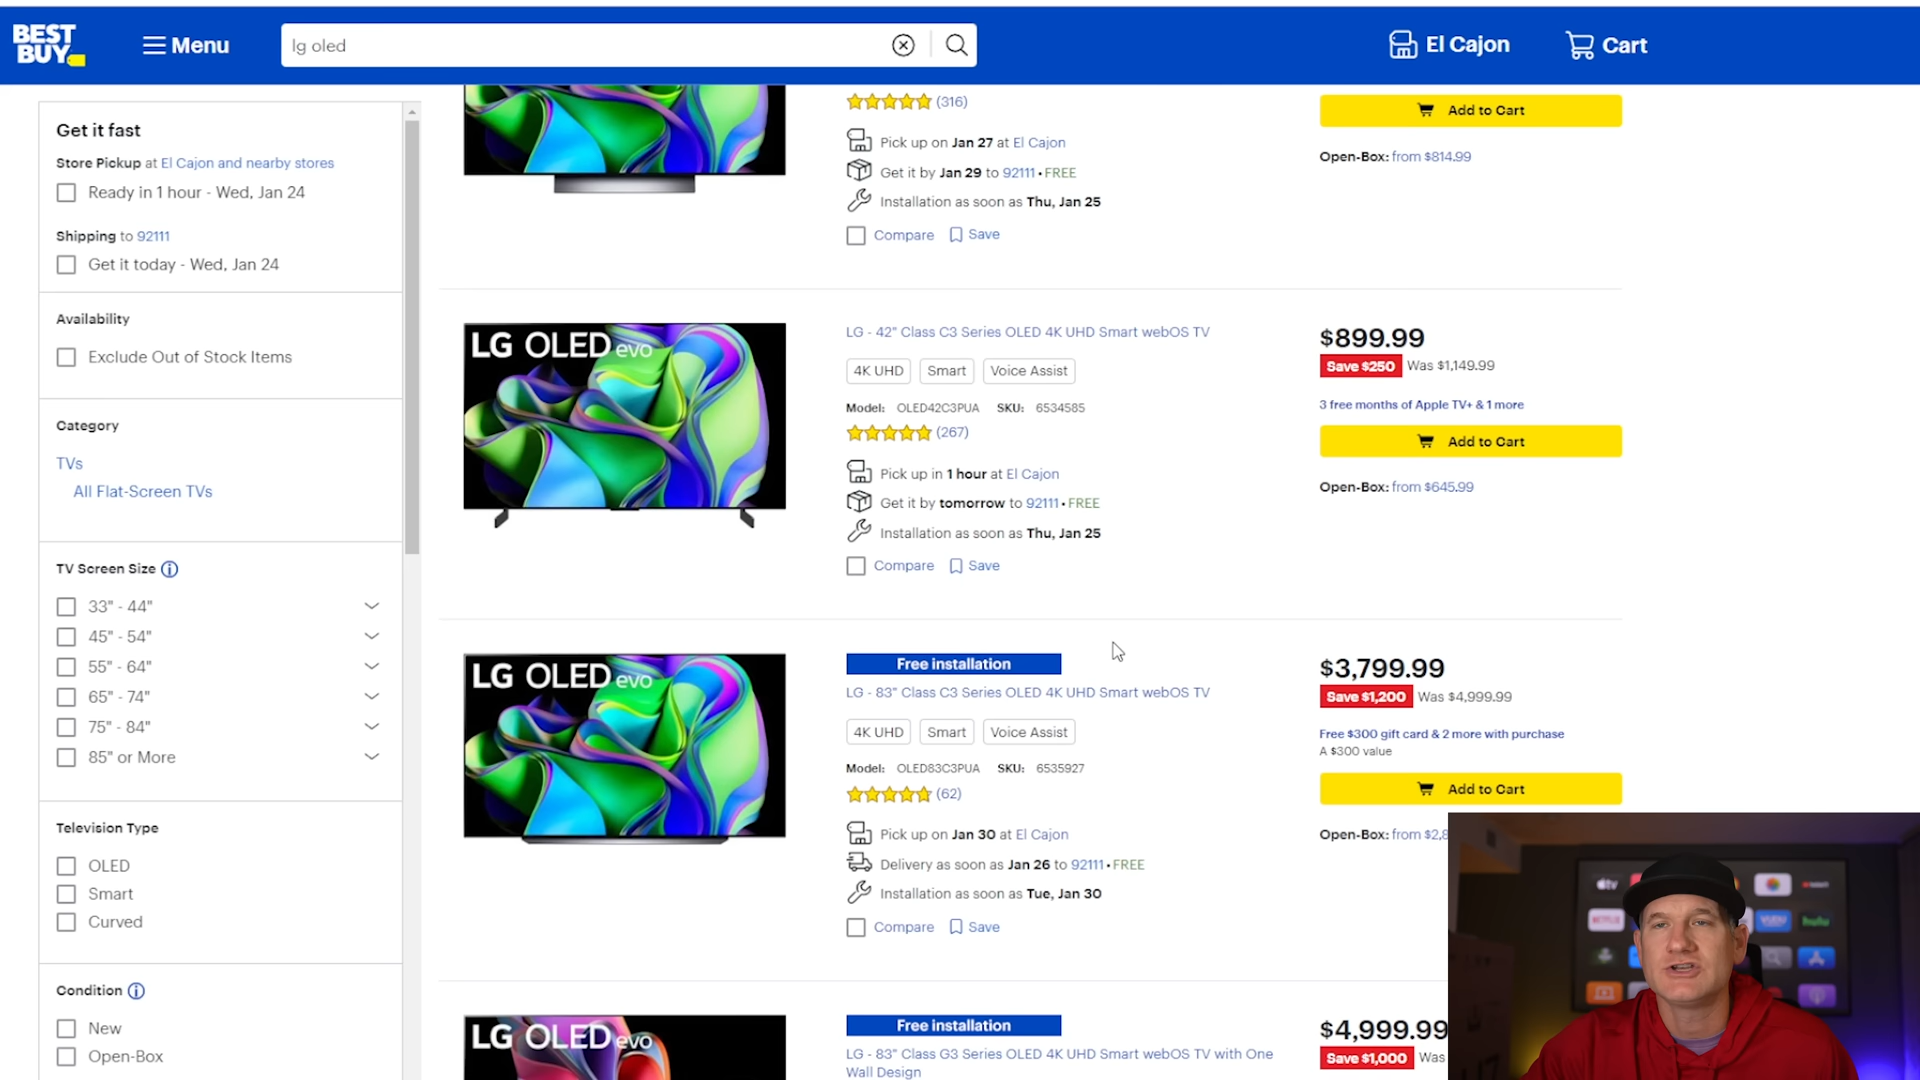 BEST
BUY
Menu
lg oled
El Cajon
Cart
Get it fast
Store Pickup at El Cajon and nearby stores
Ready in 1 hour - Wed, Jan 24
Shipping to 92111
Get it today - Wed, Jan 24
Availability
Exclude Out of Stock Items
Category
TVs
All Flat-Screen TVs
TV Screen Size
33" - 44"
45" - 54"
55" - 64"
65" - 74"
75" - 84"
85" or More
Television Type
OLED
Smart
Curved
Condition
New
Open-Box
(316)
Pick up on Jan 27 at El Cajon
Get it by Jan 29 to 92111 • FREE
Installation as soon as Thu, Jan 25
Compare Save
Add to Cart
Open-Box: from $814.99
LG OLED evo
LG - 42" Class C3 Series OLED 4K UHD Smart webOS TV
4K UHD Smart Voice Assist
Model: OLED42C3PUA SKU: 6534585
(267)
Pick up in 1 hour at El Cajon
Get it by tomorrow to 92111 • FREE
Installation as soon as Thu, Jan 25
Compare Save
$899.99
Save $250 Was $1,149.99
3 free months of Apple TV+ & 1 more
Add to Cart
Open-Box: from $645.99
LG OLED evo
Free installation
LG - 83" Class C3 Series OLED 4K UHD Smart webOS TV
4K UHD Smart Voice Assist
Model: OLED83C3PUA SKU: 6535927
(62)
Pick up on Jan 30 at El Cajon
Delivery as soon as Jan 26 to 92111 • FREE
Installation as soon as Tue, Jan 30
Compare Save
$3,799.99
Save $1,200 Was $4,999.99
Free $300 gift card & 2 more with purchase
A $300 value
Add to Cart
Open-Box: from $2,8
LG OLED evo
Free installation
LG - 83" Class G3 Series OLED 4K UHD Smart webOS TV with One
Wall Design
$4,999.99
Save $1,000 Was
tv
NETFLIX
VUDU
hulu